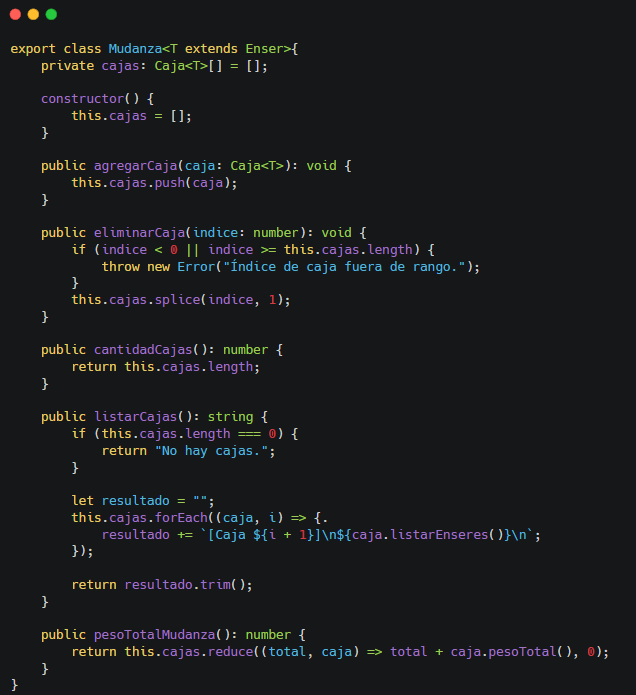 export class Mudanza<T extends Enser>{
    private cajas: Caja<T>[] = [];

    constructor() {
        this.cajas = [];
    }

    public agregarCaja(caja: Caja<T>): void {
        this.cajas.push(caja);
    }

    public eliminarCaja(indice: number): void {
        if (indice < 0 || indice >= this.cajas.length) {
            throw new Error("Índice de caja fuera de rango.");
        }
        this.cajas.splice(indice, 1);
    }

    public cantidadCajas(): number {
        return this.cajas.length;
    }

    public listarCajas(): string {
        if (this.cajas.length === 0) {
            return "No hay cajas.";
        }

        let resultado = "";
        this.cajas.forEach((caja, i) => {.
            resultado += `[Caja ${i + 1}]\n${caja.listarEnseres()}\n`;
        });

        return resultado.trim();
    }

    public pesoTotalMudanza(): number {
        return this.cajas.reduce((total, caja) => total + caja.pesoTotal(), 0);
    }
}